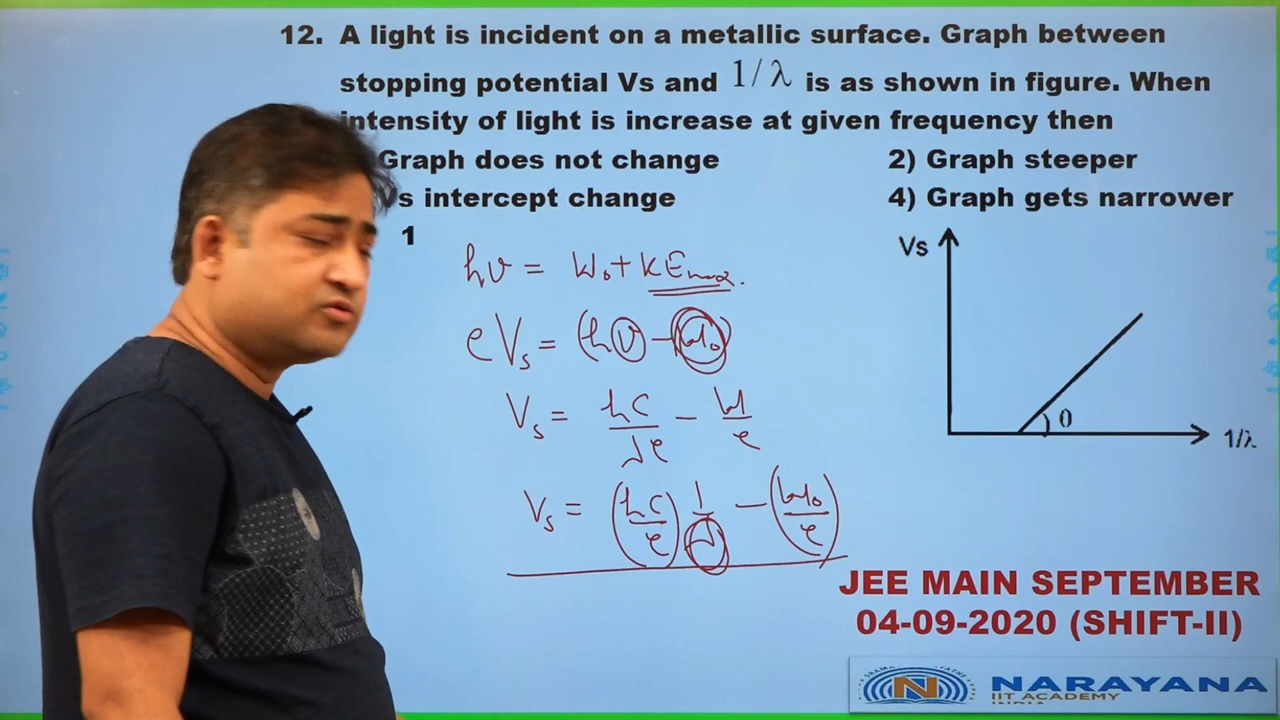 12. A light is incident on a metallic surface. Graph between
stopping potential Vs and 1/λ is as shown in figure. When
intensity of light is increase at given frequency then
Graph does not change
2) Graph steeper
Vs intercept change
4) Graph gets narrower
1
hν = W₀ + KEmax.
eVs = (hν - W₀)
Vs = hC/λe - W/e
Vs = (hC/e) 1/λ - (W₀/e)
Vs
θ
1/λ
JEE MAIN SEPTEMBER
04-09-2020 (SHIFT-II)
N
NARAYANA
IIT ACADEMY
INDIA